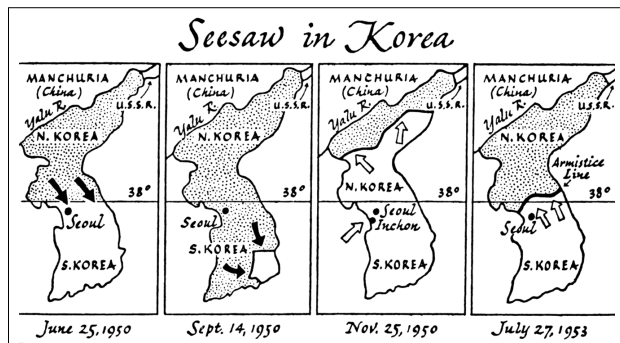 Seesaw in Korea
MANCHURIA
(China)
U.S.S.R.
Yalu R.
N. KOREA
38°
Seoul
S. KOREA
June 25, 1950
MANCHURIA
(China)
U.S.S.R.
Yalu R.
N. KOREA
38°
Seoul
S. KOREA
Sept. 14, 1950
MANCHURIA
(China)
U.S.S.R.
Yalu R.
N. KOREA
38°
Seoul
Inchon
S. KOREA
Nov. 25, 1950
MANCHURIA
(China)
U.S.S.R.
Yalu R.
N. KOREA
Armistice
Line
38°
Seoul
S. KOREA
July 27, 1953